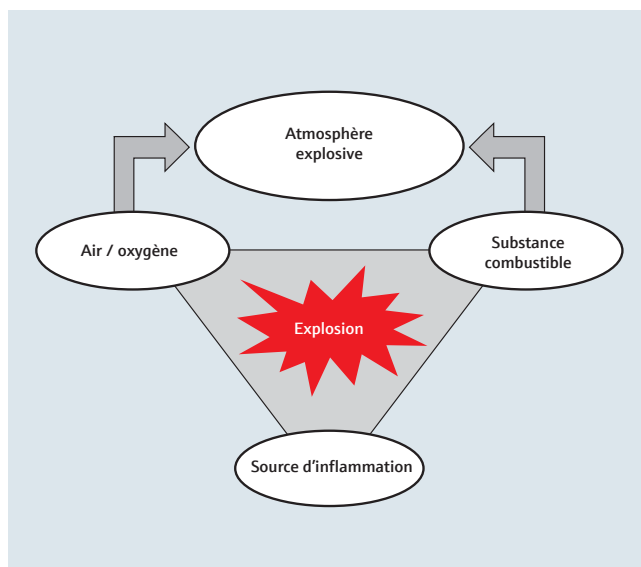 Atmosphère
explosive
Air / oxygène
Substance
combustible
Explosion
Source d’inflammation